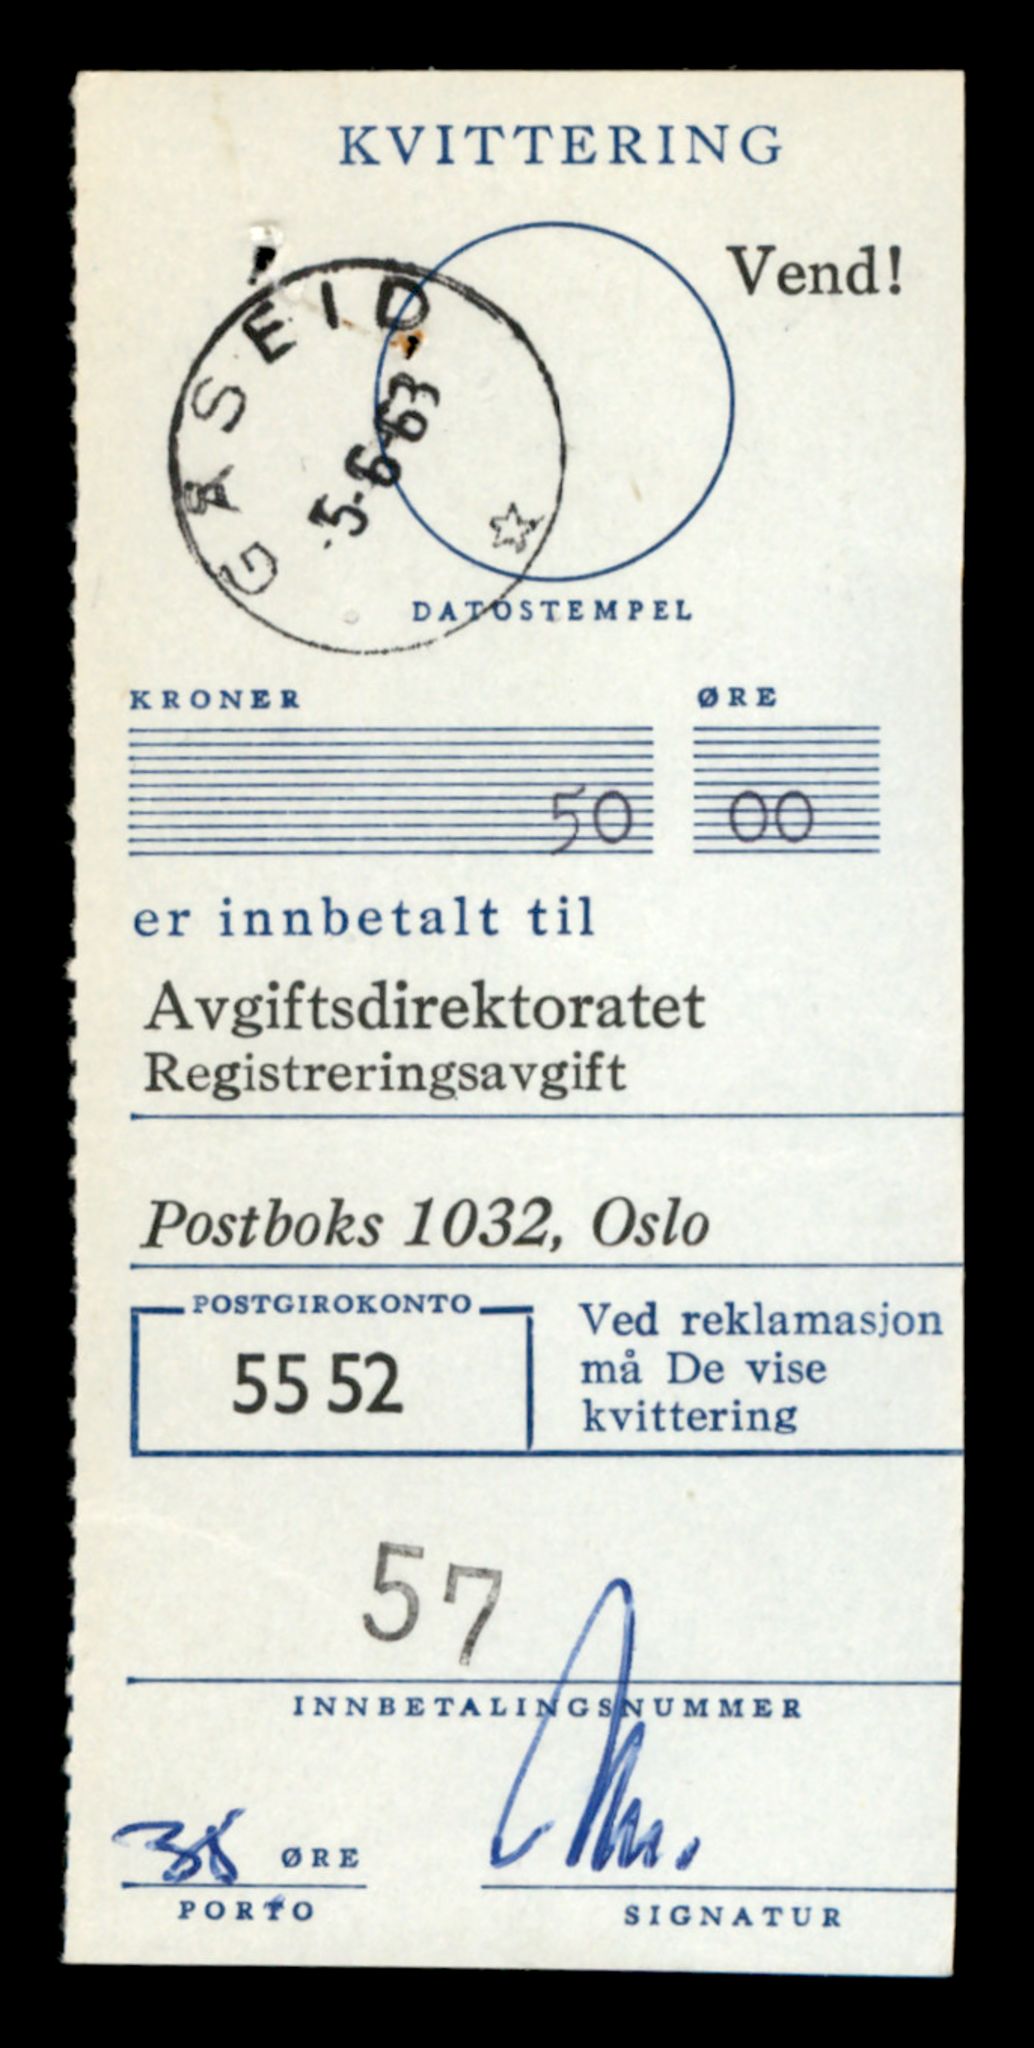 KVITTERING
Vend!
GÅSEID
5-6-63
DATOSTEMPEL
KRONER ØRE
50 00
er innbetalt til
Avgiftsdirektoratet
Registreringsavgift
Postboks 1032, Oslo
POSTGIROKONTO
55 52
Ved reklamasjon
må De vise
kvittering
57
INNBETALINGSNUMMER
ØRE
PORTO
SIGNATUR